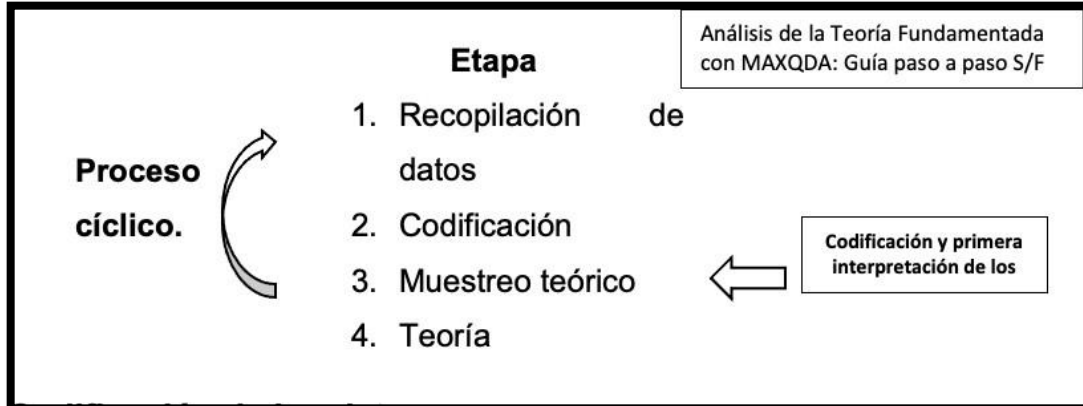 Análisis de la Teoría Fundamentada
con MAXQDA: Guía paso a paso S/F
Etapa
1. Recopilación de
datos
2. Codificación
3. Muestreo teórico
4. Teoría
Proceso
cíclico.
Codificación y primera
interpretación de los